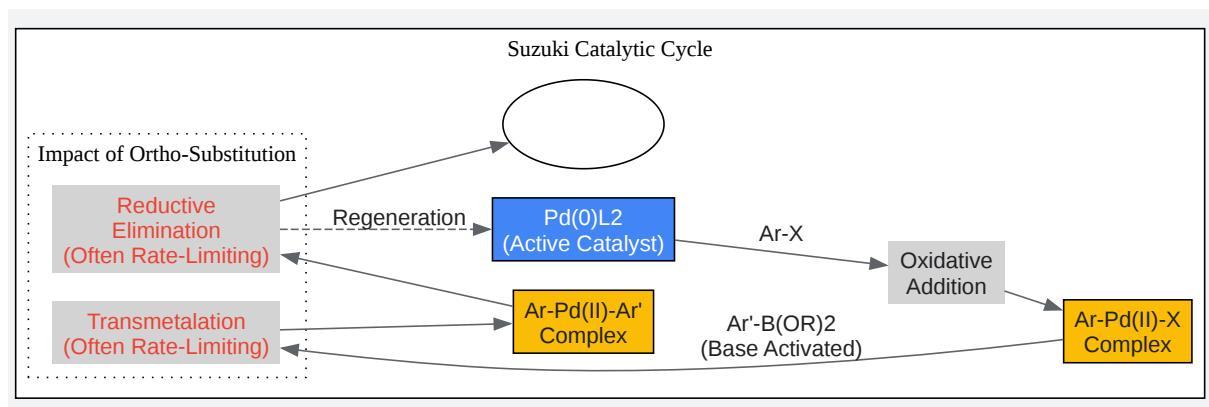 Suzuki Catalytic Cycle
Impact of Ortho-Substitution
Reductive
Elimination
(Often Rate-Limiting)
Regeneration
Pd(0)L2
(Active Catalyst)
Ar-X
Oxidative
Addition
Transmetalation
(Often Rate-Limiting)
Ar-Pd(II)-Ar'
Complex
Ar'-B(OR)2
(Base Activated)
Ar-Pd(II)-X
Complex